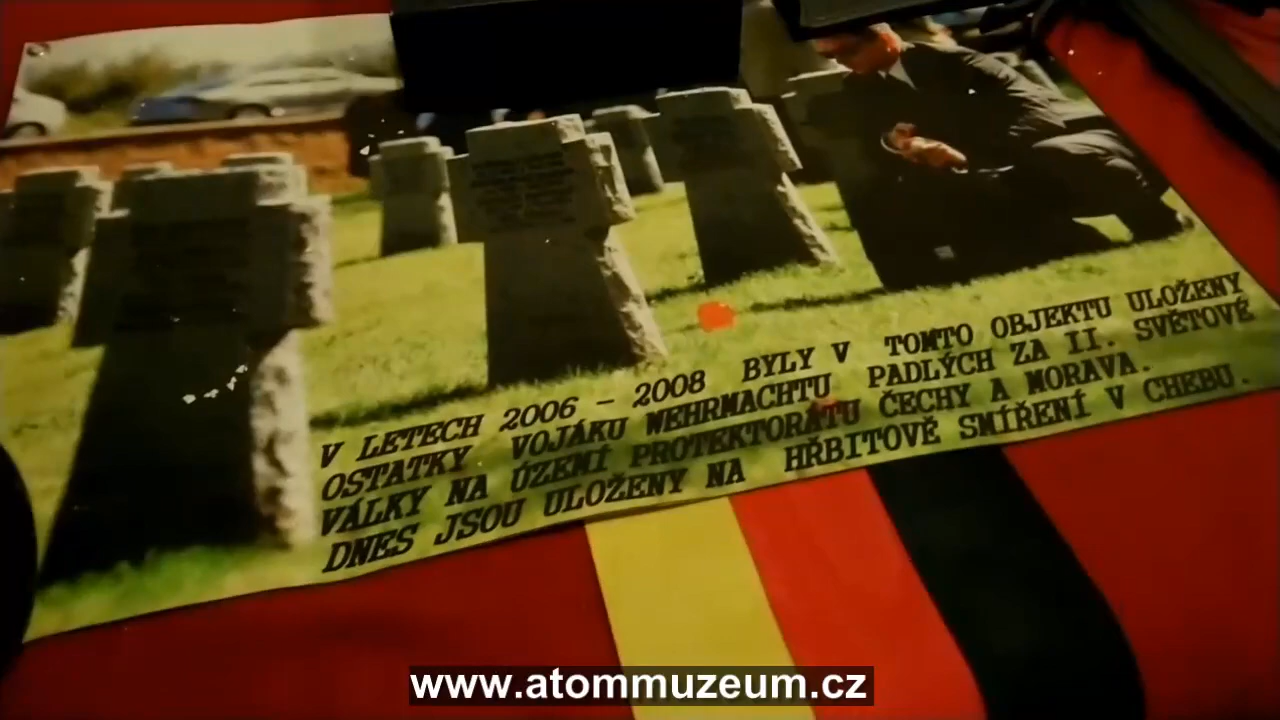 V LETECH 2006 - 2008 BYLY V TOMTO OBJEKTU ULOŽENY
OSTATKY VOJÁKU WEHRMACHTU PADLÝCH ZA II. SVĚTOVÉ
VÁLKY NA ÚZEMÍ PROTEKTORÁTU ČECHY A MORAVA.
DNES JSOU ULOŽENY NA HŘBITOVĚ SMÍŘENÍ V CHEBU.
www.atommuzeum.cz